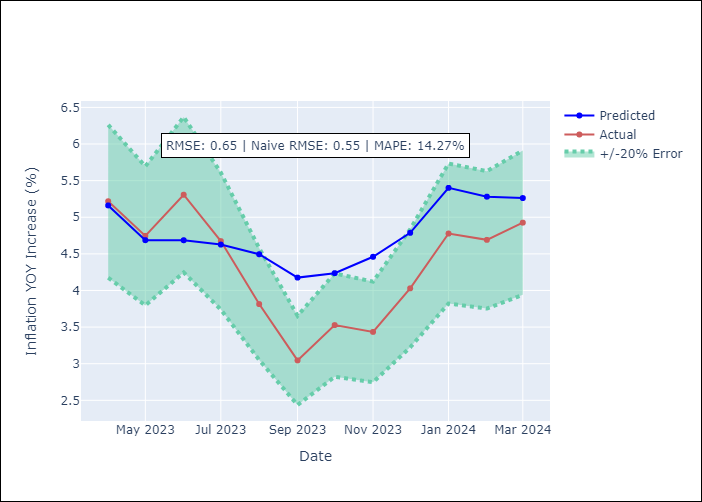 6.5
6
5.5
5
4.5
4
3.5
3
2.5
Inflation YOY Increase (%)
RMSE: 0.65 | Naive RMSE: 0.55 | MAPE: 14.27%
Predicted
Actual
+/-20% Error
May 2023
Jul 2023
Sep 2023
Nov 2023
Jan 2024
Mar 2024
Date